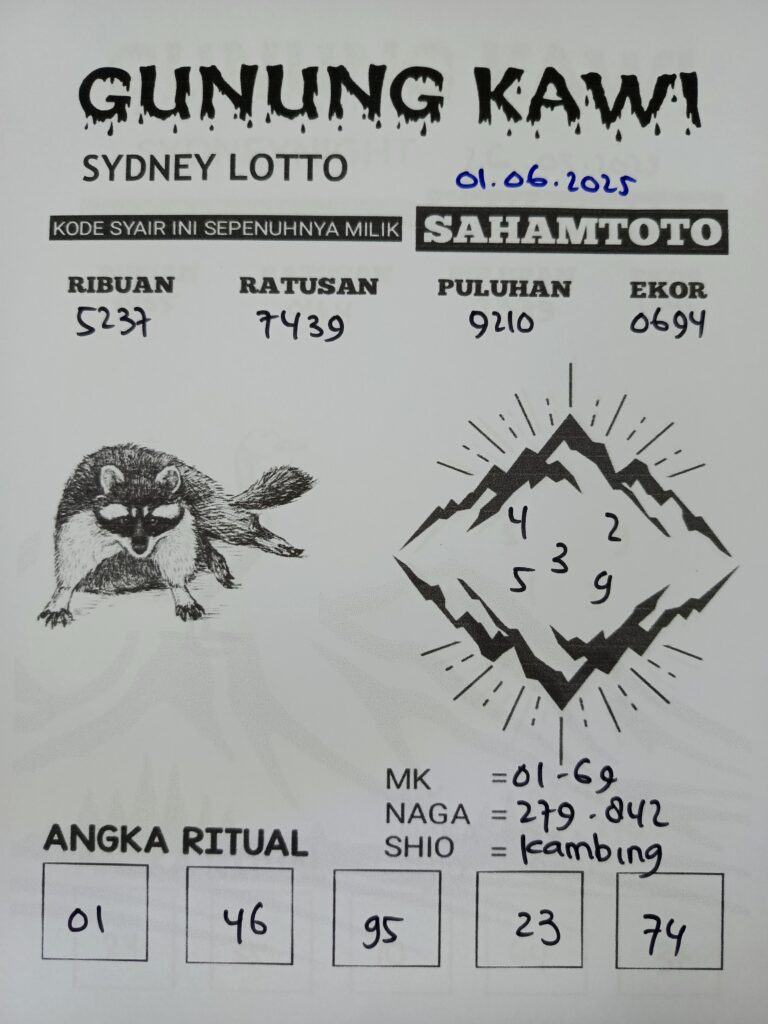 GUNUNG KAWI
SYDNEY LOTTO 01.06.2025
KODE SYAIR INI SEPENUHNYA MILIK SAHAMTOTO
RIBUAN RATUSAN PULUHAN EKOR
5237 7439 9210 0694
4 2
3
5 9
MK = 01-69
NAGA = 279-842
SHIO = Kambing
ANGKA RITUAL
01 46 95 23 74